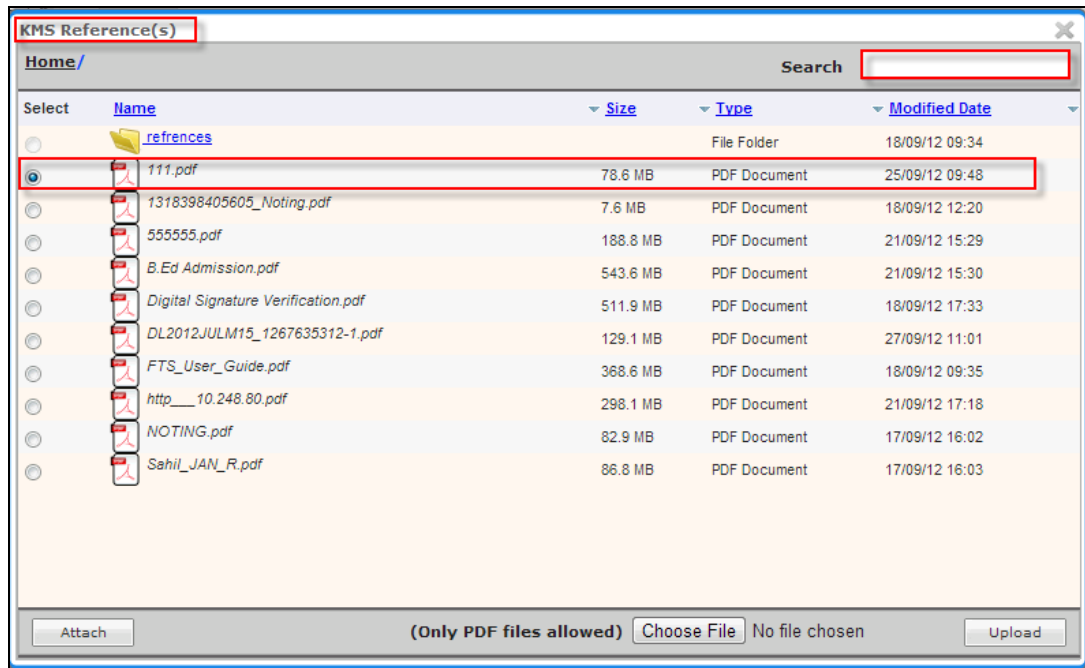 KMS Reference(s)
Home/ Search
Select Name Size Type Modified Date
refrences File Folder 18/09/12 09:34
111.pdf 78.6 MB PDF Document 25/09/12 09:48
1318398405605_Noting.pdf 7.6 MB PDF Document 18/09/12 12:20
555555.pdf 188.8 MB PDF Document 21/09/12 15:29
B.Ed Admission.pdf 543.6 MB PDF Document 21/09/12 15:30
Digital Signature Verification.pdf 511.9 MB PDF Document 18/09/12 17:33
DL2012JULM15_1267635312-1.pdf 129.1 MB PDF Document 27/09/12 11:01
FTS_User_Guide.pdf 368.6 MB PDF Document 18/09/12 09:35
http___10.248.80.pdf 298.1 MB PDF Document 21/09/12 17:18
NOTING.pdf 82.9 MB PDF Document 17/09/12 16:02
Sahil_JAN_R.pdf 86.8 MB PDF Document 17/09/12 16:03
Attach (Only PDF files allowed) Choose File No file chosen Upload